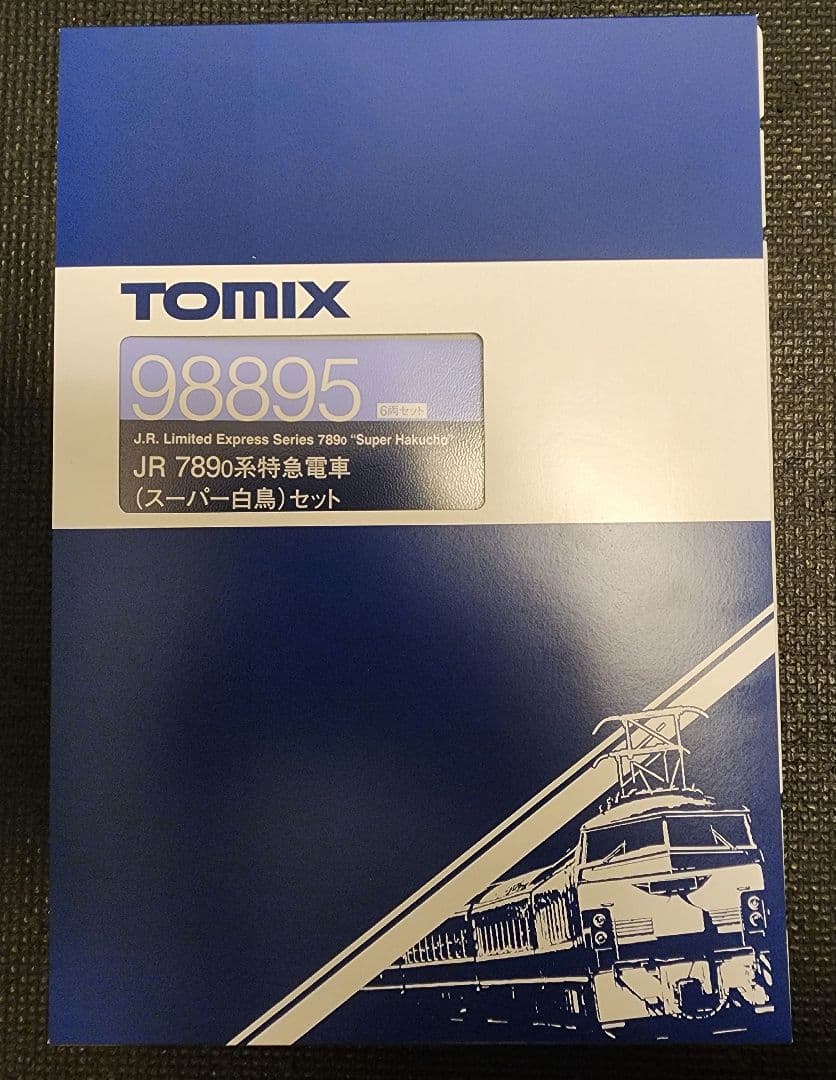 TOMIX
98895
6両セット
J.R. Limited Express Series 7890 "Super Hakucho"
JR 7890系特急電車
(スーパー白鳥)セット